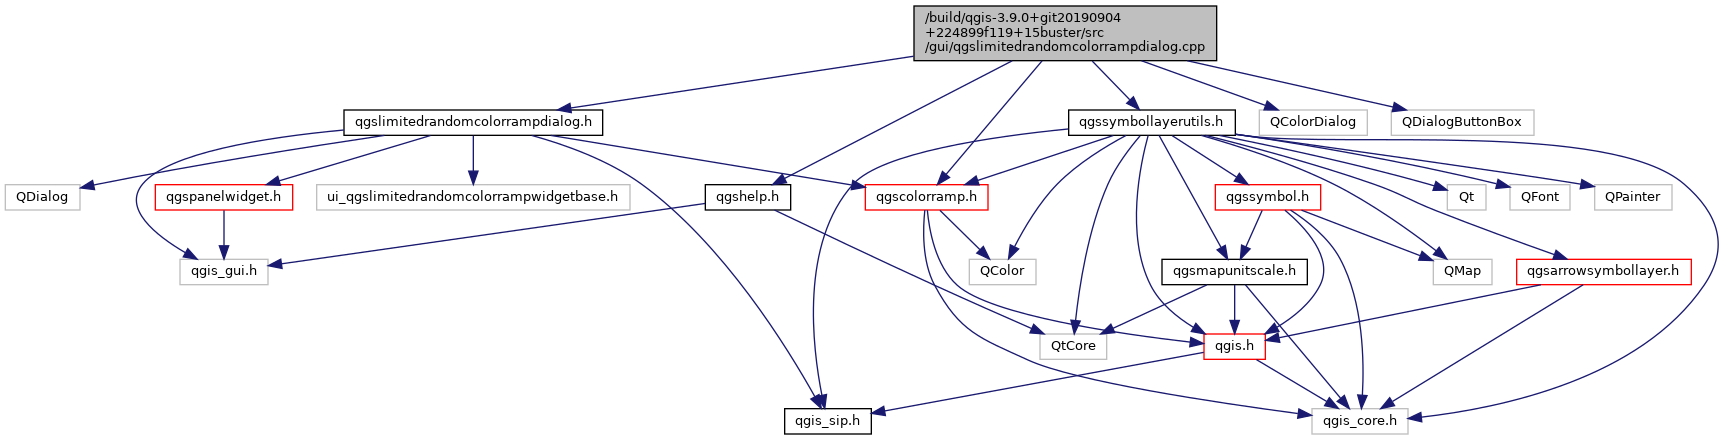 /build/qgis-3.9.0+git20190904
+224899f119+15buster/src
/gui/qgslimitedrandomcolorrampdialog.cpp
qgslimitedrandomcolorrampdialog.h
qgssymbollayerutils.h
QColorDialog
QDialogButtonBox
QDialog
qgspanelwidget.h
ui_qgslimitedrandomcolorrampwidgetbase.h
qgshelp.h
qgscolorramp.h
qgssymbol.h
Qt
QFont
QPainter
qgis_gui.h
QColor
qgsmapunitscale.h
QMap
qgsarrowsymbollayer.h
QtCore
qgis.h
qgis_sip.h
qgis_core.h